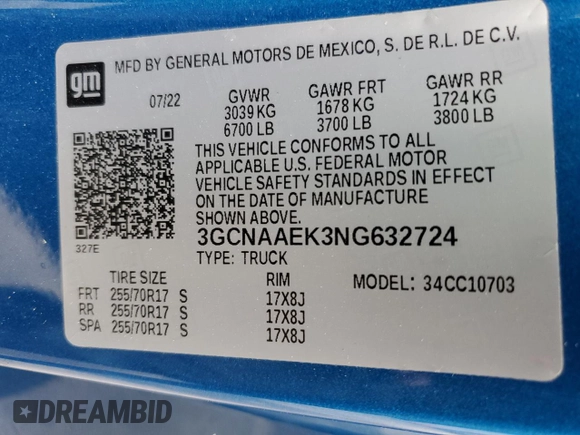 gm
MFD BY GENERAL MOTORS DE MEXICO, S. DE R.L. DE C.V.
07/22 GVWR GAWR FRT GAWR RR
3039 KG 1678 KG 1724 KG
6700 LB 3700 LB 3800 LB
THIS VEHICLE CONFORMS TO ALL
APPLICABLE U.S. FEDERAL MOTOR
VEHICLE SAFETY STANDARDS IN EFFECT
ON THE DATE OF MANUFACTURE
SHOWN ABOVE.
3GCNAAEK3NG632724
327E
TYPE: TRUCK
TIRE SIZE RIM MODEL: 34CC10703
FRT 255/70R17 S 17X8J
RR 255/70R17 S 17X8J
SPA 255/70R17 S 17X8J
DREAMBID